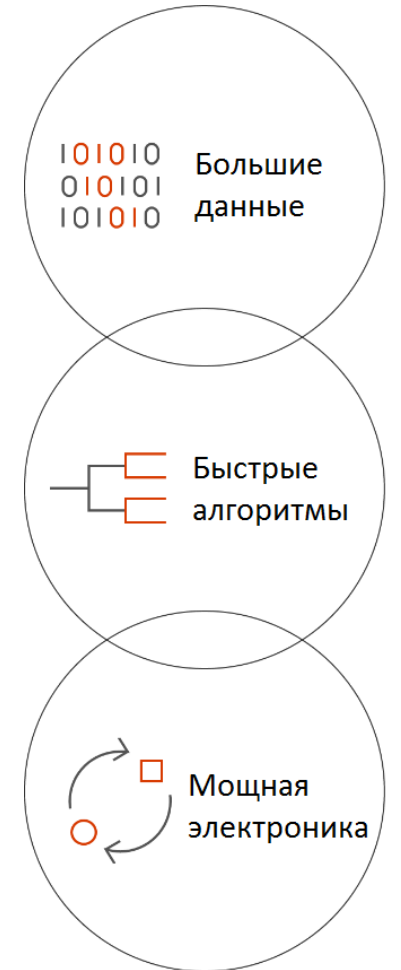 101010
Большие
010101
данные
101010
Быстрые
алгоритмы
Мощная
электроника